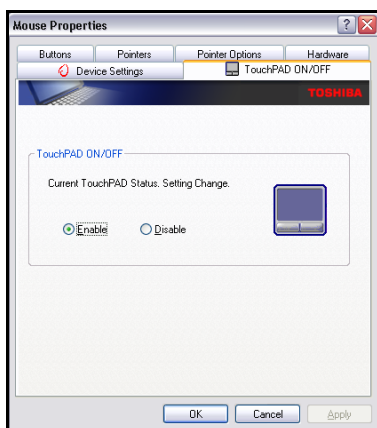 Mouse Properties
Buttons Pointers Pointer Options Hardware
Device Settings TouchPAD ON/OFF
TOSHIBA
TouchPAD ON/OFF
Current TouchPAD Status. Setting Change.
Enable Disable
OK Cancel Apply